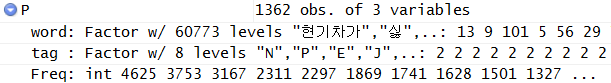 P 1362 obs. of 3 variables
word: Factor w/ 60773 levels "현기차가","싫",..: 13 9 101 5 56 29
tag : Factor w/ 8 levels "N","P","E","J",..: 2 2 2 2 2 2 2 2 2 2
Freq: int 4625 3753 3167 2311 2297 1869 1741 1628 1501 1327 ...